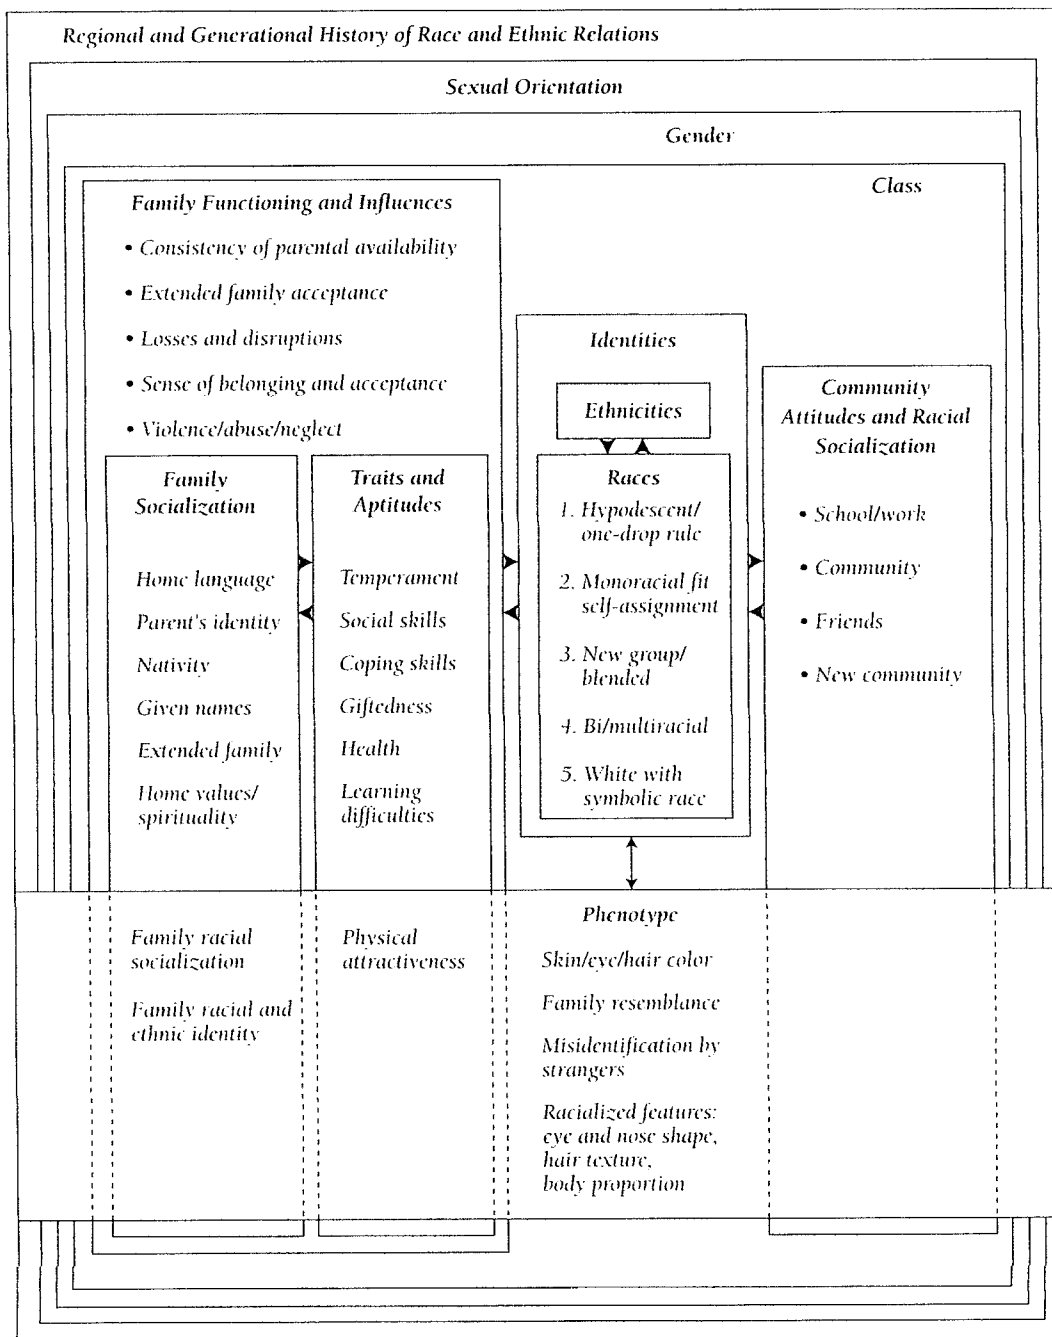 Regional and Generational History of Race and Ethnic Relations
Sexual Orientation
Gender
Class
Family Functioning and Influences
• Consistency of parental availability
• Extended family acceptance
• Losses and disruptions
• Sense of belonging and acceptance
• Violence/abuse/neglect
Family
Socialization
Home language
Parent's identity
Nativity
Given names
Extended family
Home values/
spirituality
Traits and
Aptitudes
Temperament
Social skills
Coping skills
Giftedness
Health
Learning
difficulties
Identities
Ethnicities
Races
1. Hypodescent/
one-drop rule
2. Monoracial fit
self-assignment
3. New group/
blended
4. Bi/multiracial
5. White with
symbolic race
Community
Attitudes and Racial
Socialization
• School/work
• Community
• Friends
• New community
Family racial
socialization
Family racial and
ethnic identity
Physical
attractiveness
Phenotype
Skin/eye/hair color
Family resemblance
Misidentification by
strangers
Racialized features:
eye and nose shape,
hair texture,
body proportion